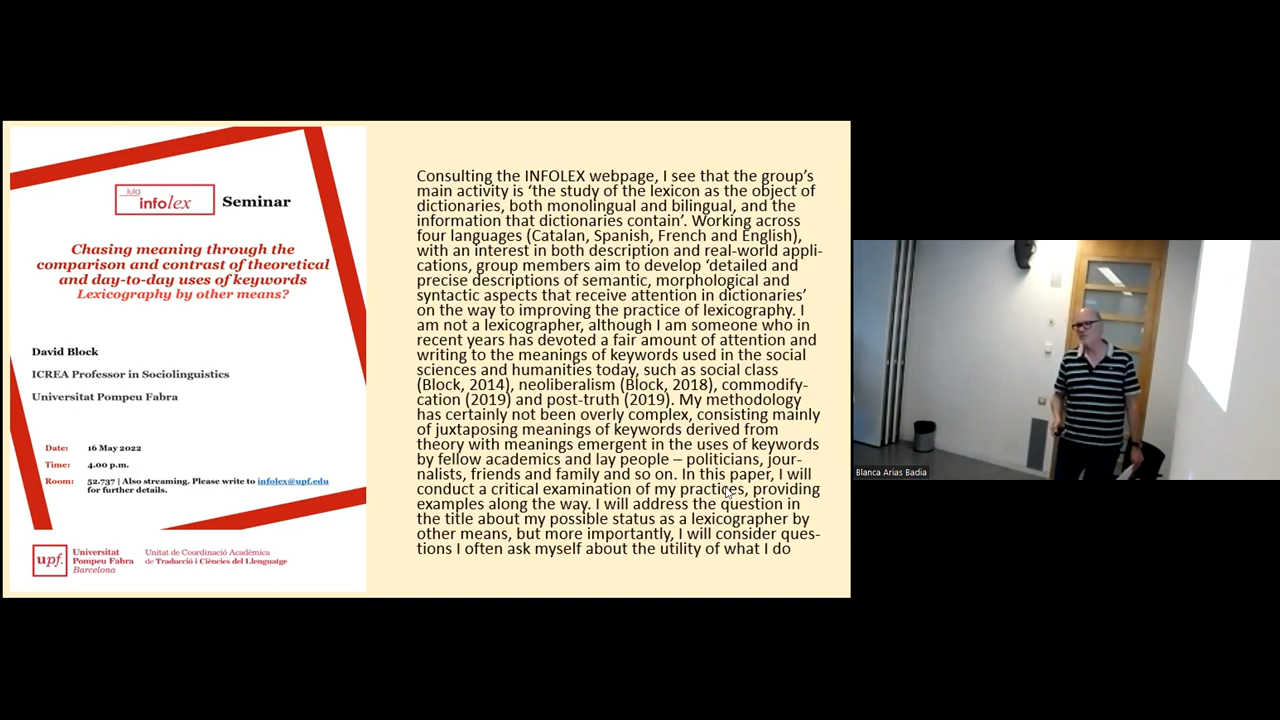 iula
infolex
Seminar
Chasing meaning through the
comparison and contrast of theoretical
and day-to-day uses of keywords
Lexicography by other means?
David Block
ICREA Professor in Sociolinguistics
Universitat Pompeu Fabra
Date: 16 May 2022
Time: 4.00 p.m.
Room: 52.737 | Also streaming. Please write to infolex@upf.edu
for further details.
upf.
Universitat
Pompeu Fabra
Barcelona
Unitat de Coordinació Acadèmica
de Traducció i Ciències del Llenguatge
Consulting the INFOLEX webpage, I see that the group’s
main activity is ‘the study of the lexicon as the object of
dictionaries, both monolingual and bilingual, and the
information that dictionaries contain’. Working across
four languages (Catalan, Spanish, French and English),
with an interest in both description and real-world appli-
cations, group members aim to develop ‘detailed and
precise descriptions of semantic, morphological and
syntactic aspects that receive attention in dictionaries’
on the way to improving the practice of lexicography. I
am not a lexicographer, although I am someone who in
recent years has devoted a fair amount of attention and
writing to the meanings of keywords used in the social
sciences and humanities today, such as social class
(Block, 2014), neoliberalism (Block, 2018), commodify-
cation (2019) and post-truth (2019). My methodology
has certainly not been overly complex, consisting mainly
of juxtaposing meanings of keywords derived from
theory with meanings emergent in the uses of keywords
by fellow academics and lay people – politicians, jour-
nalists, friends and family and so on. In this paper, I will
conduct a critical examination of my practices, providing
examples along the way. I will address the question in
the title about my possible status as a lexicographer by
other means, but more importantly, I will consider ques-
tions I often ask myself about the utility of what I do
Blanca Arias Badia